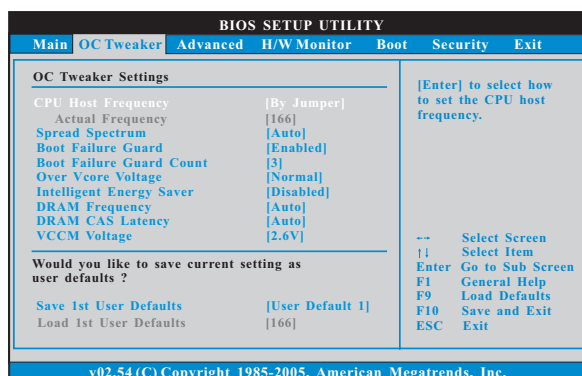 BIOS SETUP UTILITY
Main OC Tweaker Advanced H/W Monitor Boot Security Exit
OC Tweaker Settings
CPU Host Frequency [By Jumper]
Actual Frequency [166]
Spread Spectrum [Auto]
Boot Failure Guard [Enabled]
Boot Failure Guard Count [3]
Over Vcore Voltage [Normal]
Intelligent Energy Saver [Disabled]
DRAM Frequency [Auto]
DRAM CAS Latency [Auto]
VCCM Voltage [2.6V]
Would you like to save current setting as
user defaults ?
Save 1st User Defaults [User Default 1]
Load 1st User Defaults [166]
[Enter] to select how
to set the CPU host
frequency.
←→ Select Screen
↑↓ Select Item
Enter Go to Sub Screen
F1 General Help
F9 Load Defaults
F10 Save and Exit
ESC Exit
v02.54 (C) Copyright 1985-2005, American Megatrends, Inc.